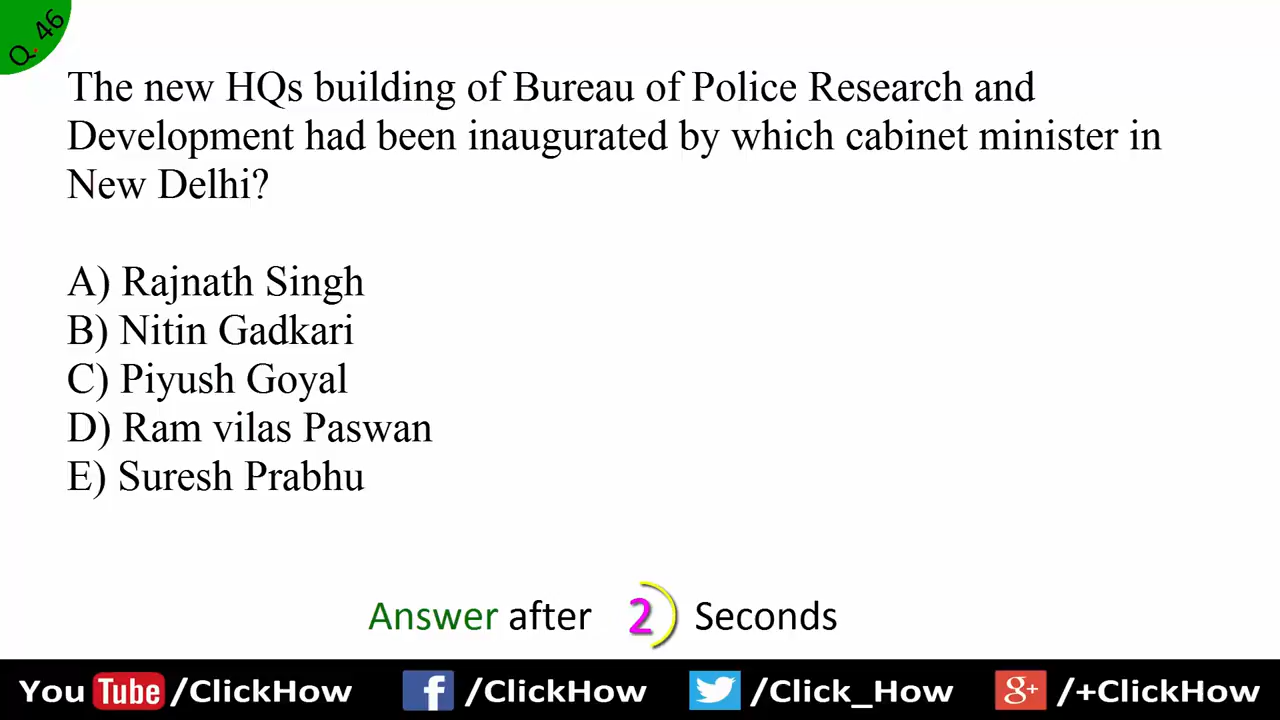 Q. 46
The new HQs building of Bureau of Police Research and
Development had been inaugurated by which cabinet minister in
New Delhi?
A) Rajnath Singh
B) Nitin Gadkari
C) Piyush Goyal
D) Ram vilas Paswan
E) Suresh Prabhu
Answer after 2 Seconds
You Tube /ClickHow f /ClickHow /Click_How g+ /+ClickHow